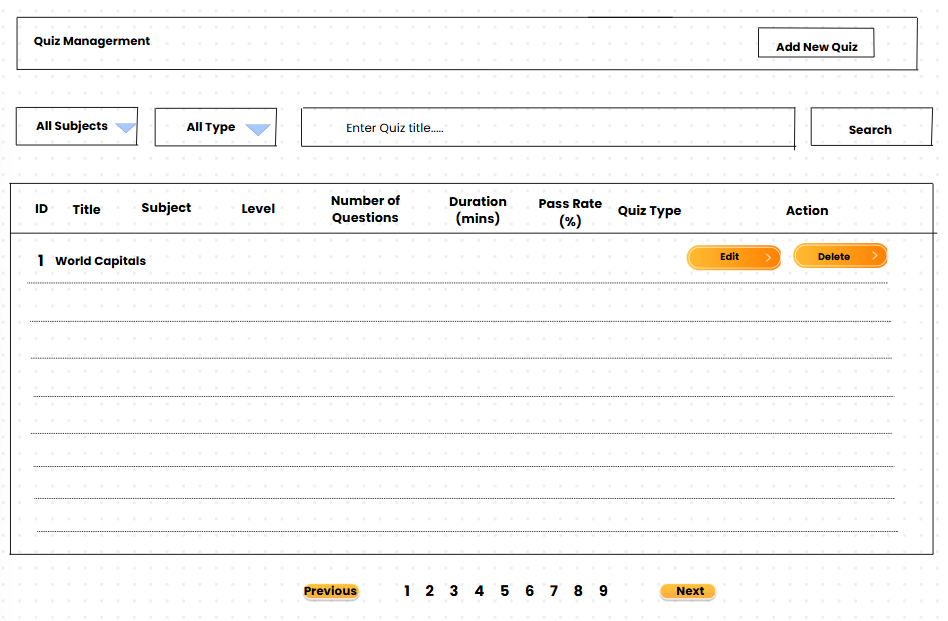 Quiz Managerment
Add New Quiz
All Subjects
All Type
Enter Quiz title.....
Search
ID
Title
Subject
Level
Number of
Questions
Duration
(mins)
Pass Rate
(%)
Quiz Type
Action
1 World Capitals
Edit
Delete
Previous 1 2 3 4 5 6 7 8 9 Next